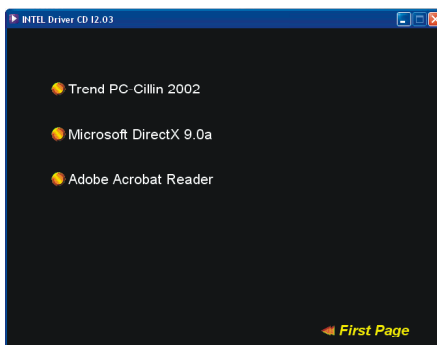 INTEL Driver CD I2.03
Trend PC-Cillin 2002
Microsoft DirectX 9.0a
Adobe Acrobat Reader
First Page